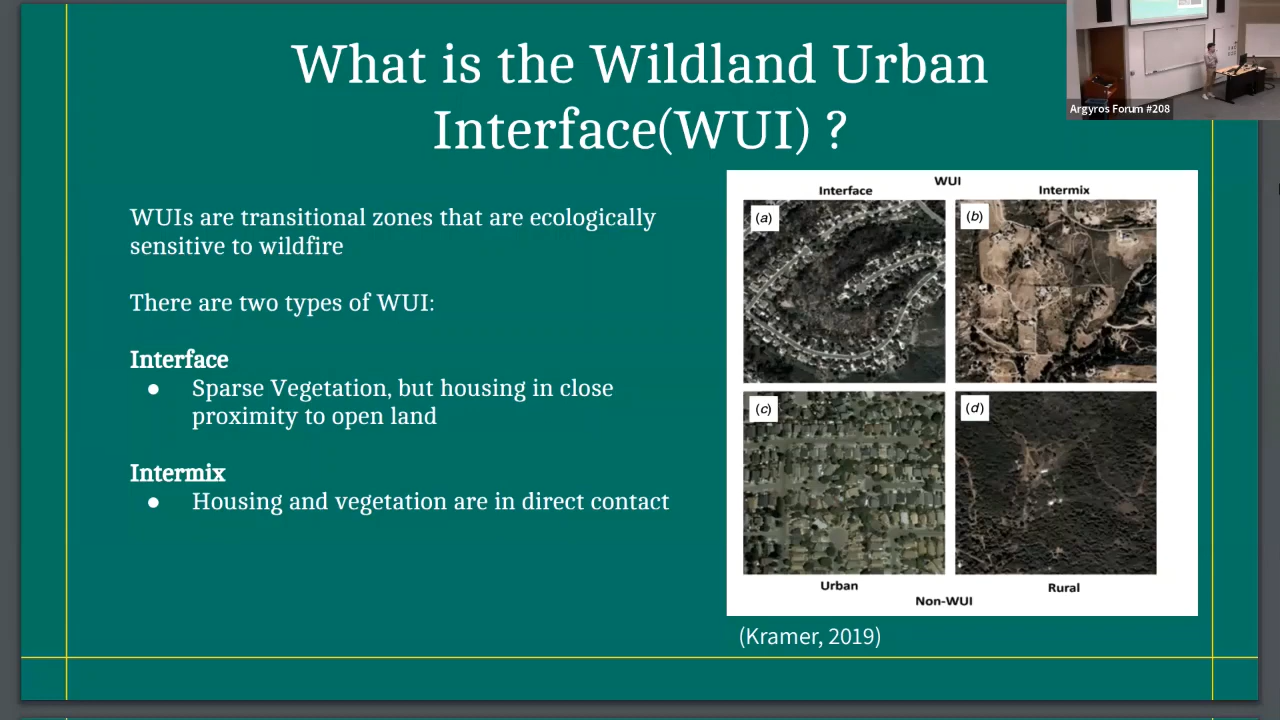 What is the Wildland Urban
Interface(WUI) ?
Argyros Forum #208
WUIs are transitional zones that are ecologically
sensitive to wildfire
There are two types of WUI:
Interface
● Sparse Vegetation, but housing in close
proximity to open land
Intermix
● Housing and vegetation are in direct contact
WUI
Interface
Intermix
(a)
(b)
(c)
(d)
Urban
Rural
Non-WUI
(Kramer, 2019)